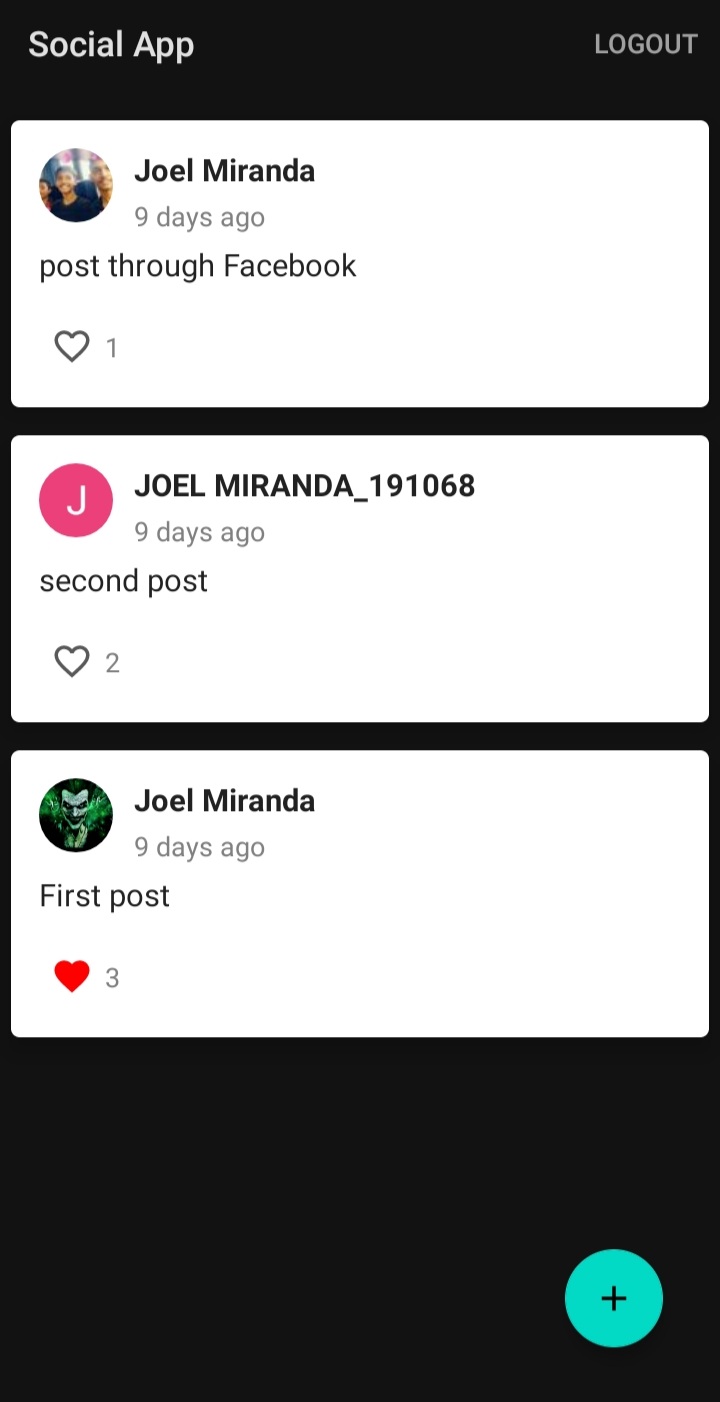 Social App
LOGOUT
Joel Miranda
9 days ago
post through Facebook
1
J
JOEL MIRANDA_191068
9 days ago
second post
2
Joel Miranda
9 days ago
First post
3
+